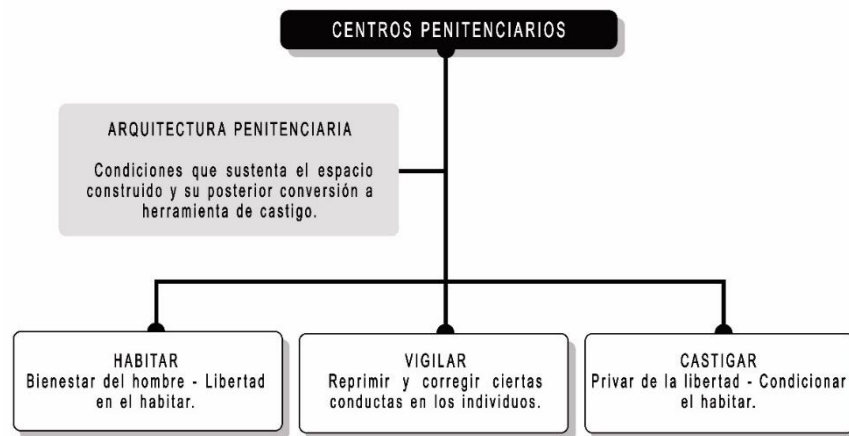 CENTROS PENITENCIARIOS
ARQUITECTURA PENITENCIARIA
Condiciones que sustenta el espacio
construido y su posterior conversión a
herramienta de castigo.
HABITAR
Bienestar del hombre - Libertad
en el habitar.
VIGILAR
Reprimir y corregir ciertas
conductas en los individuos.
CASTIGAR
Privar de la libertad - Condicionar
el habitar.